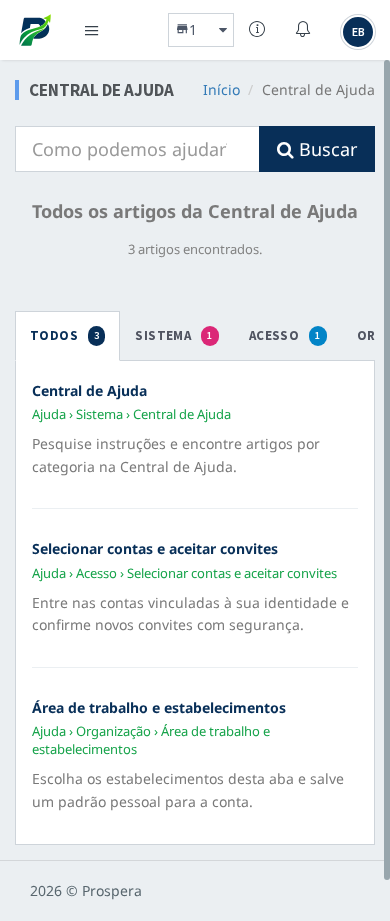 1
EB
CENTRAL DE AJUDA
Início / Central de Ajuda
Como podemos ajudar
Buscar
Todos os artigos da Central de Ajuda
3 artigos encontrados.
TODOS 3 SISTEMA 1 ACESSO 1 OR
Central de Ajuda
Ajuda › Sistema › Central de Ajuda
Pesquise instruções e encontre artigos por
categoria na Central de Ajuda.
Selecionar contas e aceitar convites
Ajuda › Acesso › Selecionar contas e aceitar convites
Entre nas contas vinculadas à sua identidade e
confirme novos convites com segurança.
Área de trabalho e estabelecimentos
Ajuda › Organização › Área de trabalho e
estabelecimentos
Escolha os estabelecimentos desta aba e salve
um padrão pessoal para a conta.
2026 © Prospera